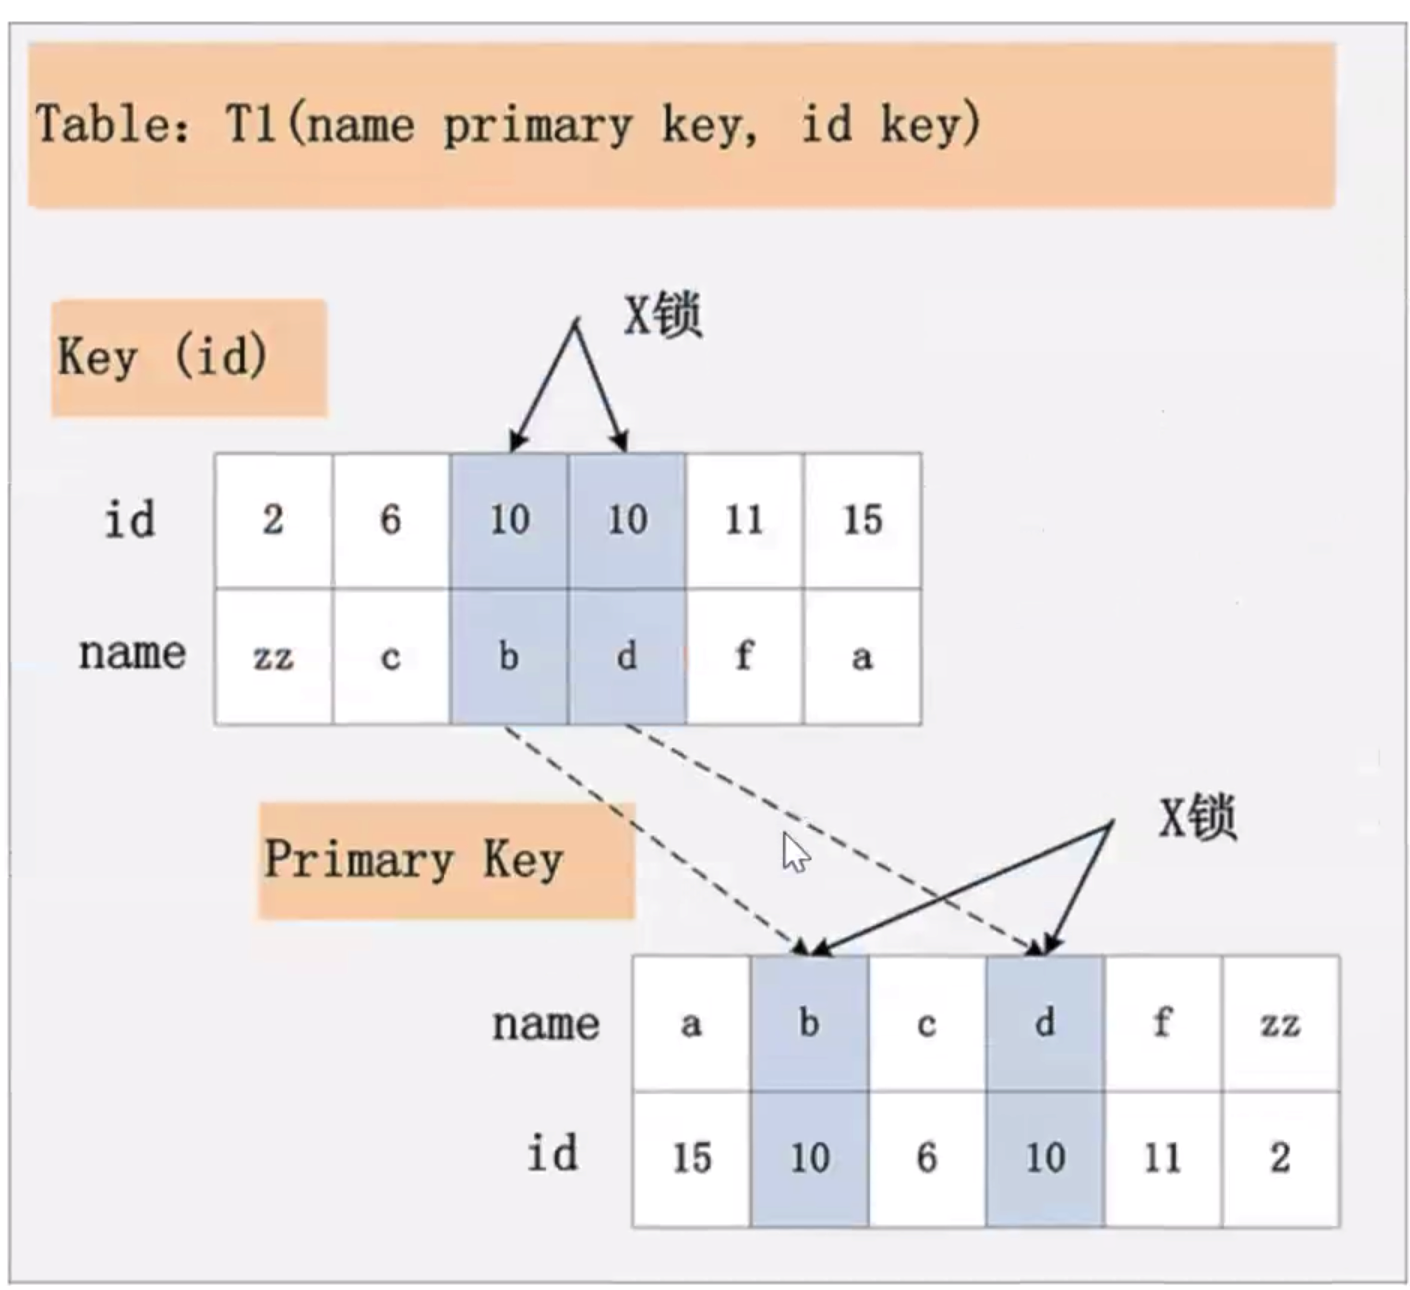 Table: T1(name primary key, id key)
X锁
Key (id)
id 2 6 10 10 11 15
name zz c b d f a
X锁
Primary Key
name a b c d f zz
id 15 10 6 10 11 2